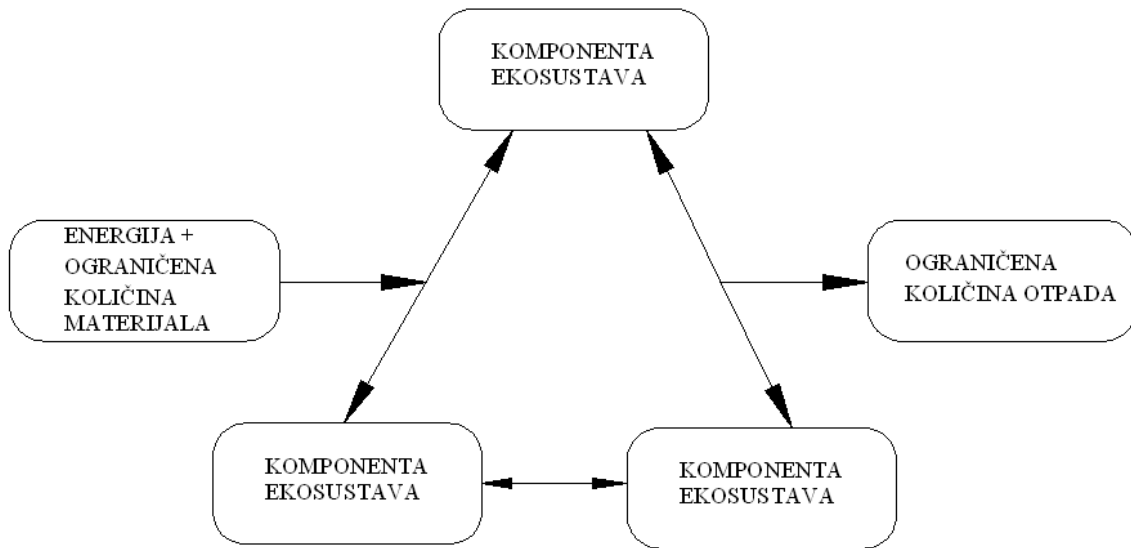 KOMPONENTA
EKOSUSTAVA
ENERGIJA +
OGRANIČENA
KOLIČINA
MATERIJALA
OGRANIČENA
KOLIČINA OTPADA
KOMPONENTA
EKOSUSTAVA
KOMPONENTA
EKOSUSTAVA